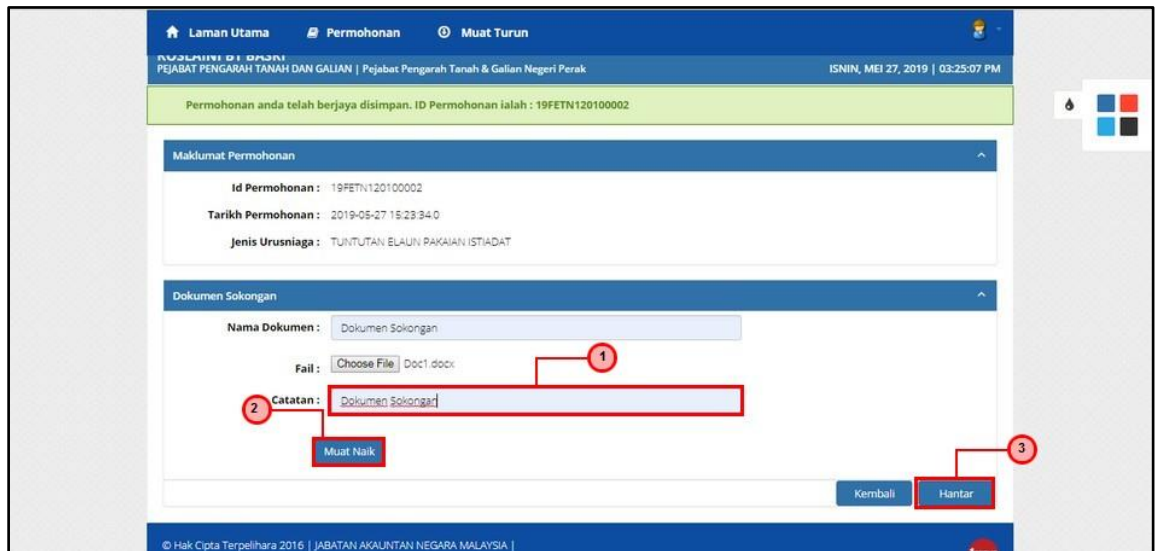 Laman Utama Permohonan Muat Turun
ROSLAINI BT BASRI
PEJABAT PENGARAH TANAH DAN GALIAN | Pejabat Pengarah Tanah & Galian Negeri Perak ISNIN, MEI 27, 2019 | 03:25:07 PM
Permohonan anda telah berjaya disimpan. ID Permohonan ialah : 19FETN120100002
Maklumat Permohonan
Id Permohonan : 19FETN120100002
Tarikh Permohonan : 2019-05-27 15:23:34.0
Jenis Urusniaga : TUNTUTAN ELAUN PAKAIAN ISTIADAT
Dokumen Sokongan
Nama Dokumen : Dokumen Sokongan
Fail : Choose File Doc1.docx
1
Catatan : Dokumen Sokongan
2
Muat Naik
3
Kembali Hantar
© Hak Cipta Terpelihara 2016 | JABATAN AKAUNTAN NEGARA MALAYSIA |